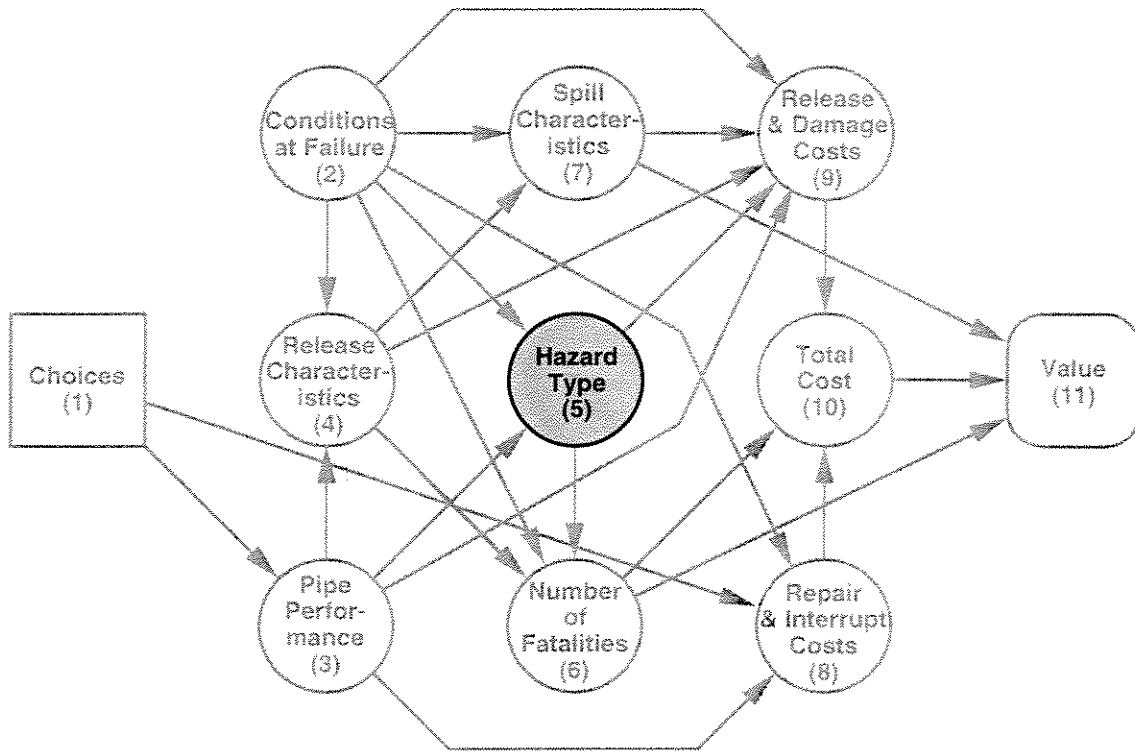 Conditions
at Failure
(2)
Spill
Character-
istics
(7)
Release
& Damage
Costs
(9)
Choices
(1)
Release
Character-
istics
(4)
Hazard
Type
(5)
Total
Cost
(10)
Value
(11)
Pipe
Perfor-
mance
(3)
Number
of
Fatalities
(6)
Repair
& Interrupt
Costs
(8)